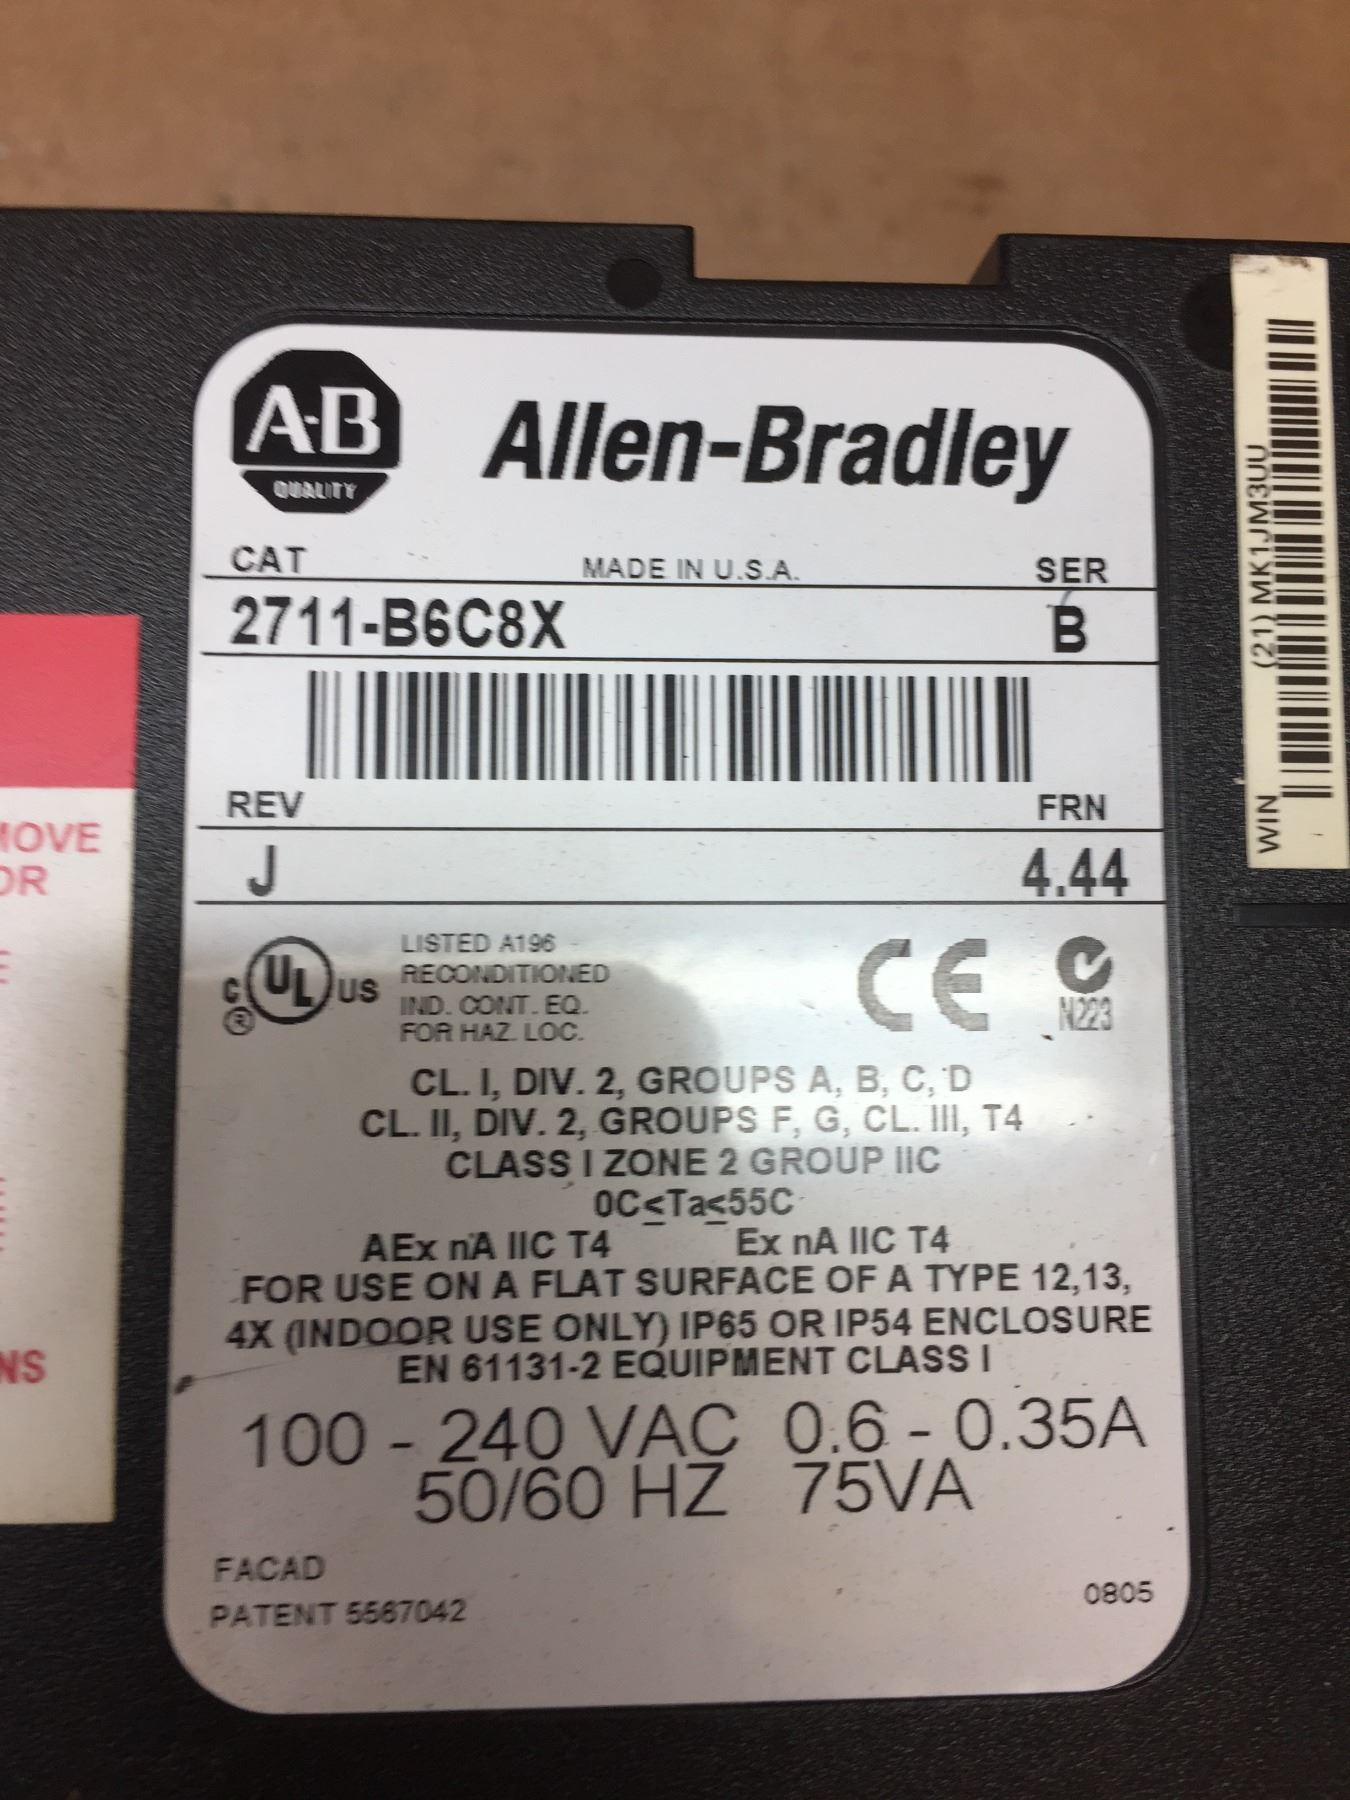 A-B
QUALITY
Allen-Bradley
CAT MADE IN U.S.A. SER
2711-B6C8X B
REV FRN
J 4.44
C UL US
®
LISTED A196
RECONDITIONED
IND. CONT. EQ.
FOR HAZ. LOC.
CE
N223
CL. I, DIV. 2, GROUPS A, B, C, D
CL. II, DIV. 2, GROUPS F, G, CL. III, T4
CLASS I ZONE 2 GROUP IIC
0C≤Ta≤55C
AEx nA IIC T4 Ex nA IIC T4
FOR USE ON A FLAT SURFACE OF A TYPE 12,13,
4X (INDOOR USE ONLY) IP65 OR IP54 ENCLOSURE
EN 61131-2 EQUIPMENT CLASS I
100 - 240 VAC 0.6 - 0.35A
50/60 HZ 75VA
FACAD
PATENT 5567042
0805
WIN (21) MK1JM3UU